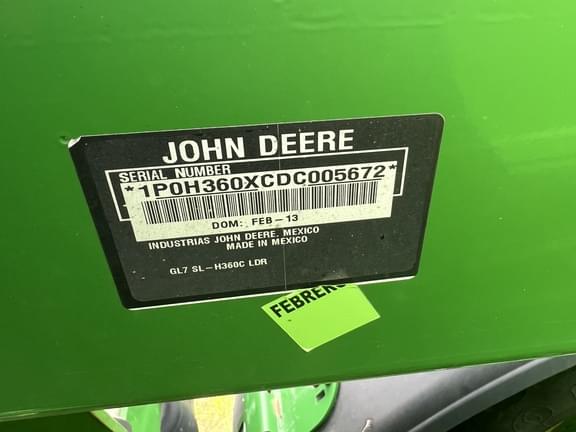 JOHN DEERE
SERIAL NUMBER
*1P0H360XCDC005672*
DOM: FEB-13
INDUSTRIAS JOHN DEERE, MEXICO
MADE IN MEXICO
GL7 SL-H360C LDR
FEBRERO